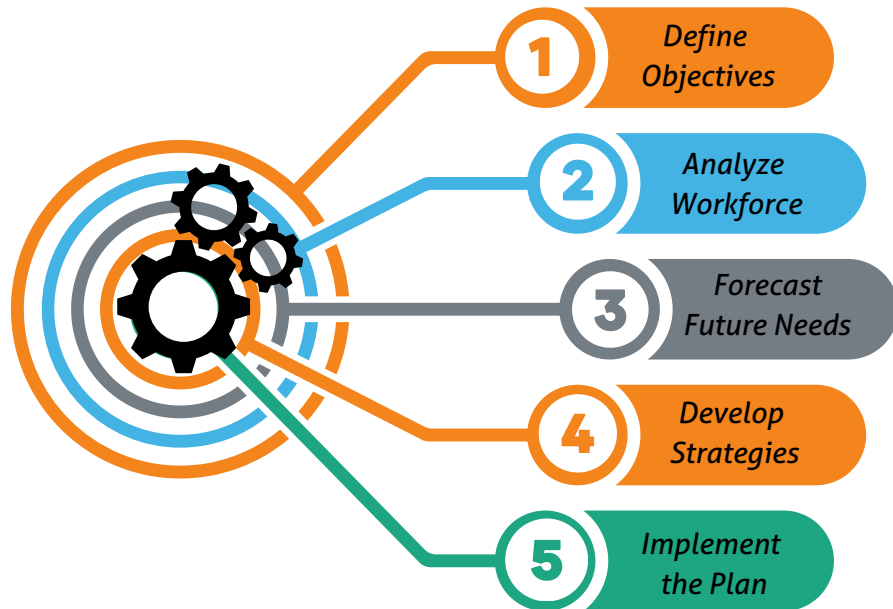 1
Define
Objectives
2
Analyze
Workforce
3
Forecast
Future Needs
4
Develop
Strategies
5
Implement
the Plan